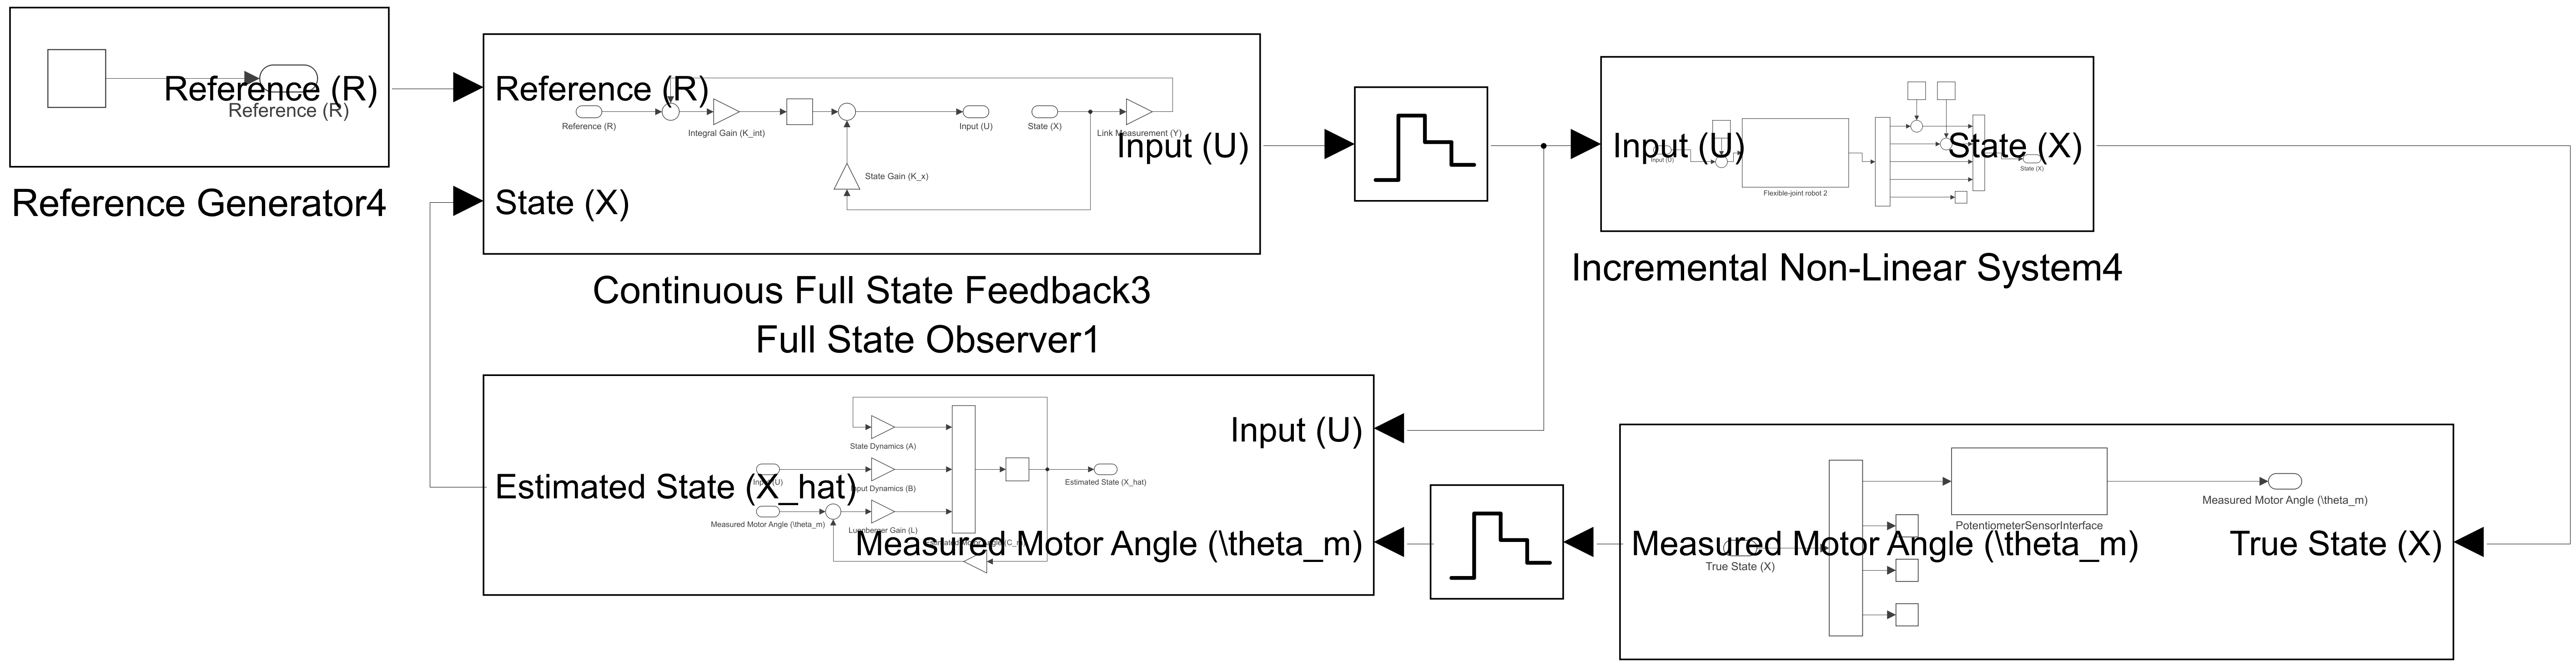 Reference (R)
Reference (R)
Reference Generator4
Reference (R)
State (X)
Input (U)
Reference (R)
Integral Gain (K_int)
Input (U)
State (X)
Link Measurement (Y)
State Gain (K_x)
Continuous Full State Feedback3
Input (U)
State (X)
Input (U)
Flexible-joint robot 2
State (X)
Incremental Non-Linear System4
Full State Observer1
Input (U)
Estimated State (X_hat)
Measured Motor Angle (\theta_m)
State Dynamics (A)
Input (U)
Input Dynamics (B)
Estimated State (X_hat)
Measured Motor Angle (\theta_m)
Luenberger Gain (L)
Measured Motor Angle (\theta_m)
PotentiometerSensorInterface
Measured Motor Angle (\theta_m)
True State (X)
True State (X)